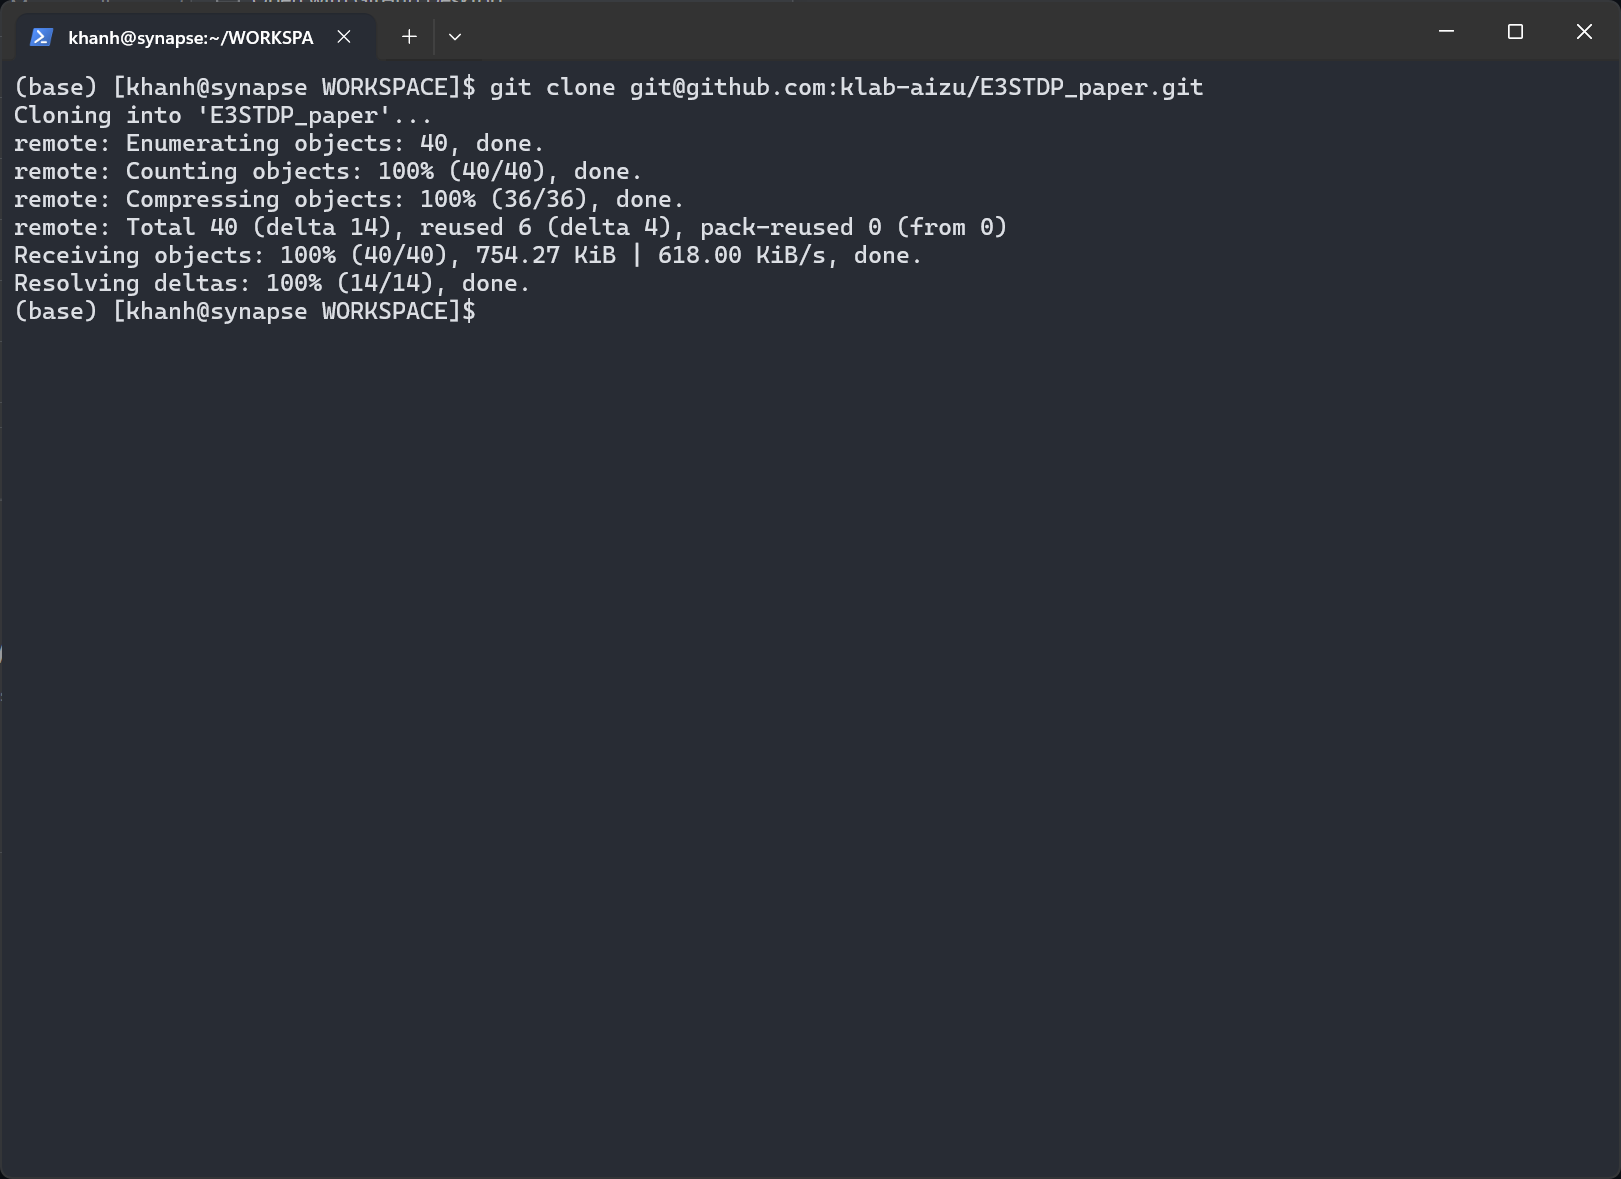 khanh@synapse:~/WORKSPA
(base) [khanh@synapse WORKSPACE]$ git clone git@github.com:klab-aizu/E3STDP_paper.git
Cloning into 'E3STDP_paper'...
remote: Enumerating objects: 40, done.
remote: Counting objects: 100% (40/40), done.
remote: Compressing objects: 100% (36/36), done.
remote: Total 40 (delta 14), reused 6 (delta 4), pack-reused 0 (from 0)
Receiving objects: 100% (40/40), 754.27 KiB | 618.00 KiB/s, done.
Resolving deltas: 100% (14/14), done.
(base) [khanh@synapse WORKSPACE]$